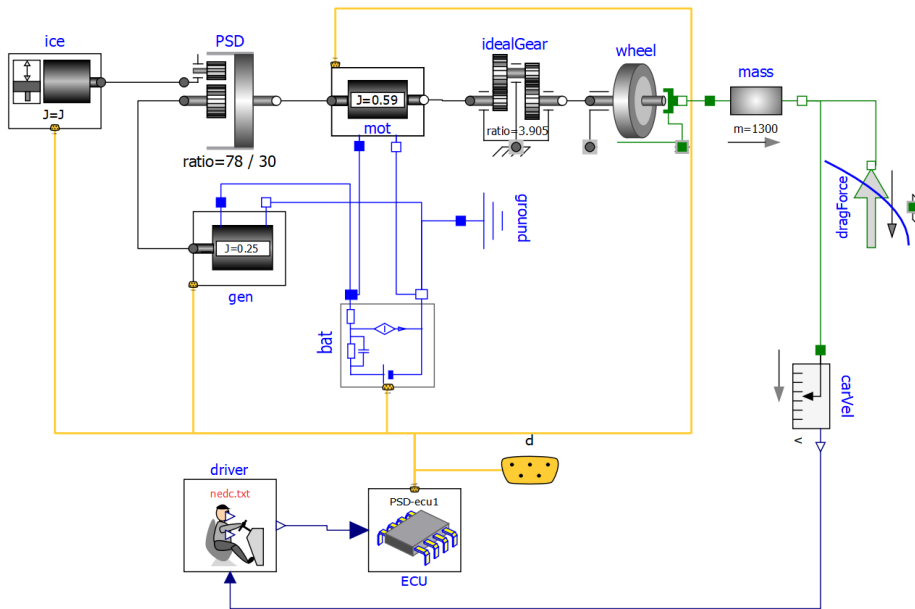 ice
PSD
idealGear
wheel
mass
J=J
J=0.59
mot
ratio=3.905
m=1300
ratio=78 / 30
dragForce
ground
J=0.25
gen
bat
carVel
v
d
driver
nedc.txt
PSD-ecu1
ECU